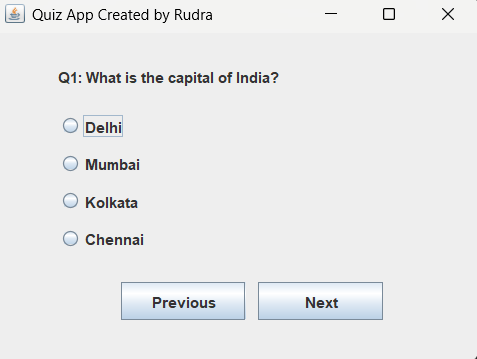 Quiz App Created by Rudra
Q1: What is the capital of India?
Delhi
Mumbai
Kolkata
Chennai
Previous Next